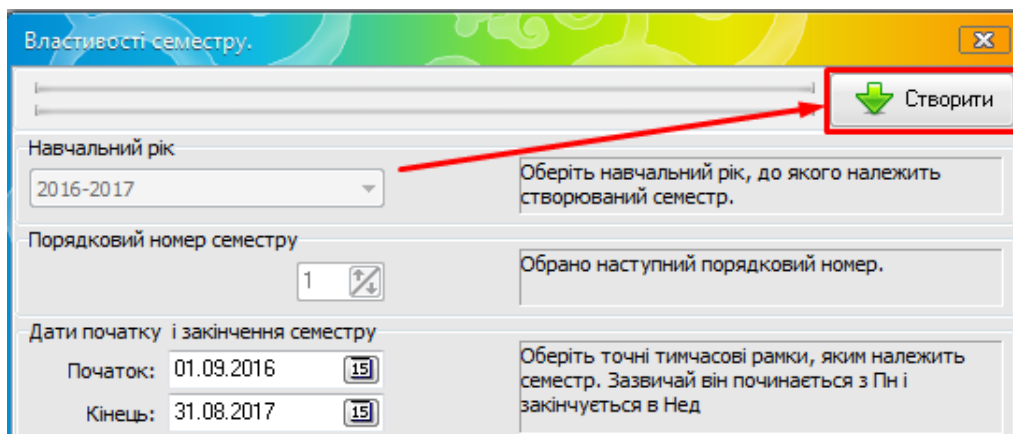 Властивості семестру.
Створити
Навчальний рік
2016-2017
Оберіть навчальний рік, до якого належить
створюваний семестр.
Порядковий номер семестру
1
Обрано наступний порядковий номер.
Дати початку і закінчення семестру
Початок: 01.09.2016 15
Кінець: 31.08.2017 15
Оберіть точні тимчасові рамки, яким належить
семестр. Зазвичай він починається з Пн і
закінчується в Нед